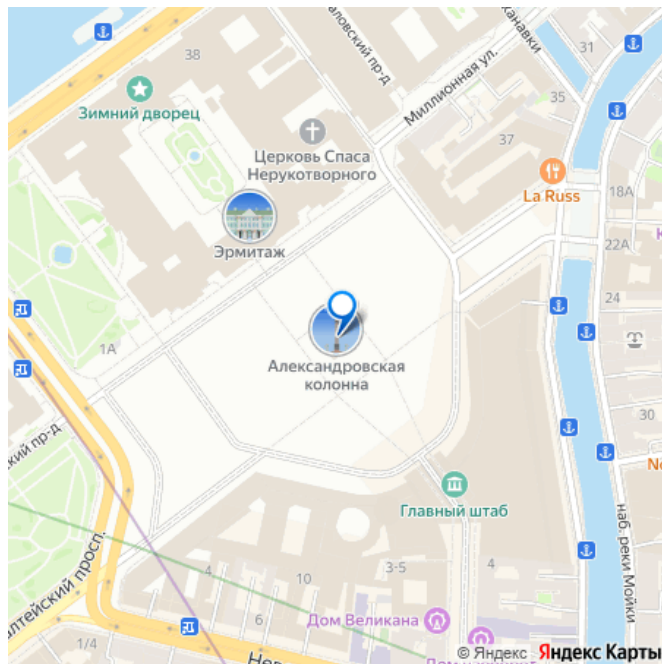 38
Зимний дворец
Миллионная ул.
31
35
37
Церковь Спаса
Нерукотворного
La Russ
18А
22А
24
Эрмитаж
1А
Александровская
колонна
30
Главный штаб
наб. реки Мойки
4
10
3-5
4
6
Дом Великана
1/4
© Яндекс Яндекс Карты